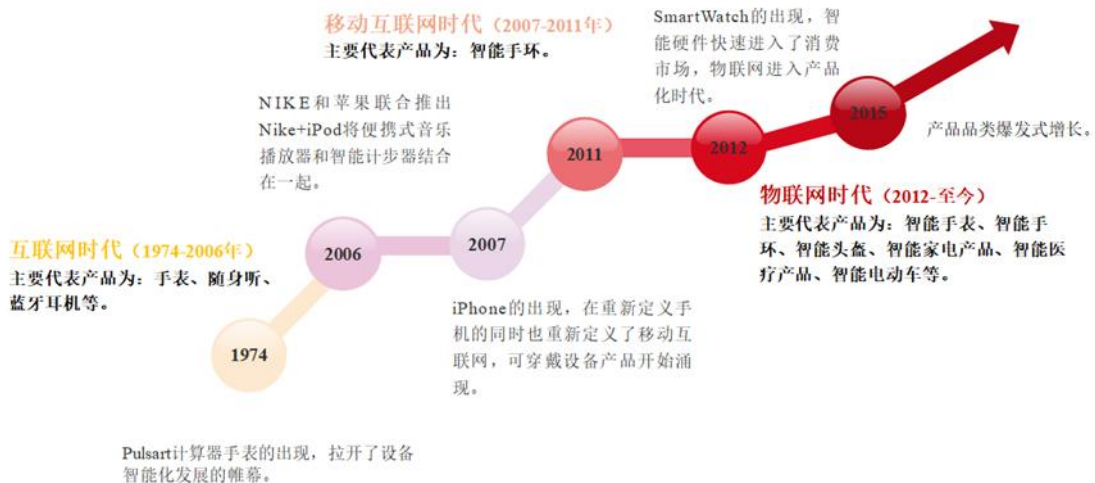 移动互联网时代（2007-2011年）
主要代表产品为：智能手环。
SmartWatch的出现，智
能硬件快速进入了消费
市场，物联网进入产品
化时代。
NIKE和苹果联合推出
Nike+iPod将便携式音乐
播放器和智能计步器结合
在一起。
2015
产品品类爆发式增长。
2011
2012
物联网时代（2012-至今）
主要代表产品为：智能手表、智能手
环、智能头盔、智能家电产品、智能医
疗产品、智能电动车等。
互联网时代（1974-2006年）
主要代表产品为：手表、随身听、
蓝牙耳机等。
2006
2007
iPhone的出现，在重新定义手
机的同时也重新定义了移动互
联网，可穿戴设备产品开始涌
现。
1974
Pulsart计算器手表的出现，拉开了设备
智能化发展的帷幕。